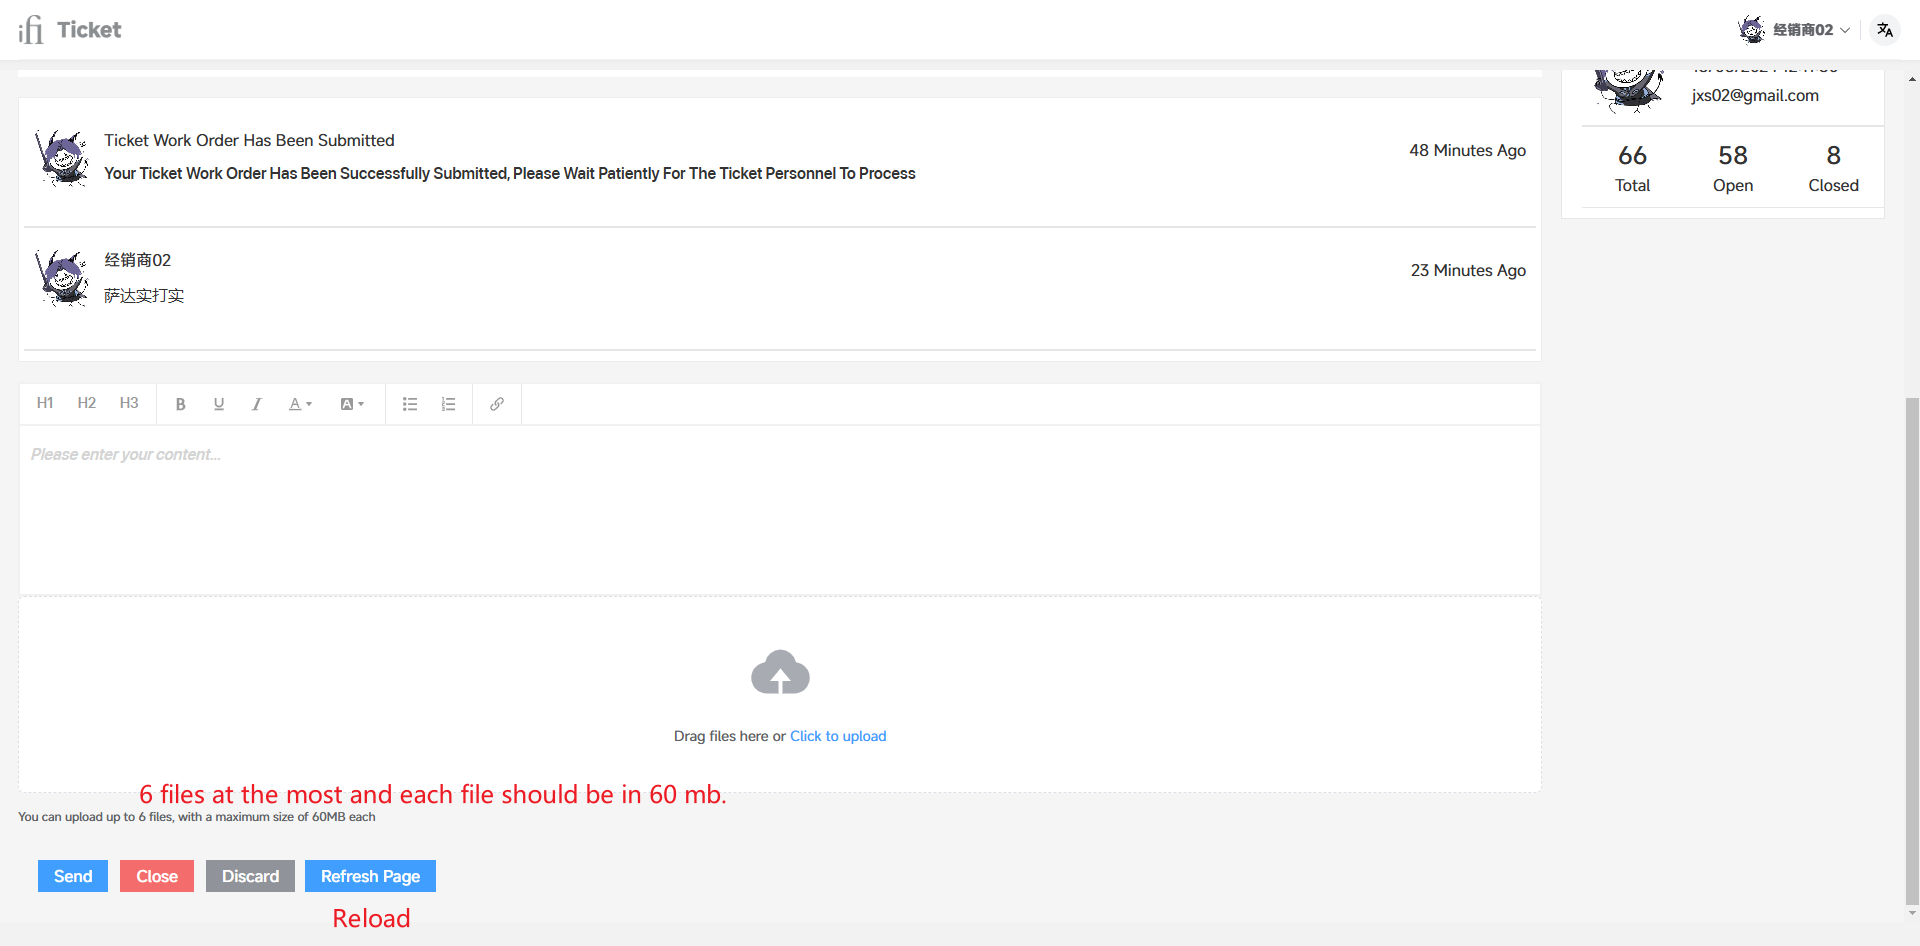 ifi Ticket
经销商02
jxs02@gmail.com
66 58 8
Total Open Closed
Ticket Work Order Has Been Submitted
48 Minutes Ago
Your Ticket Work Order Has Been Successfully Submitted, Please Wait Patiently For The Ticket Personnel To Process
经销商02
23 Minutes Ago
萨达实打实
H1 H2 H3 B U I A A
Please enter your content...
Drag files here or Click to upload
6 files at the most and each file should be in 60 mb.
You can upload up to 6 files, with a maximum size of 60MB each
Send Close Discard Refresh Page
Reload